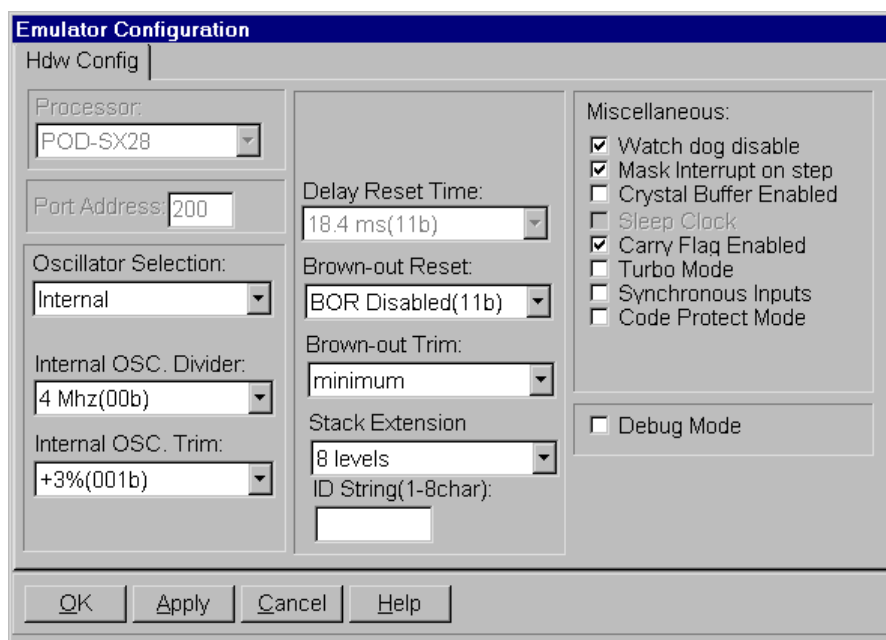 Emulator Configuration
Hdw Config
Processor:
POD-SX28
Port Address: 200
Oscillator Selection:
Internal
Internal OSC. Divider:
4 Mhz(00b)
Internal OSC. Trim:
+3%(001b)
Delay Reset Time:
18.4 ms(11b)
Brown-out Reset:
BOR Disabled(11b)
Brown-out Trim:
minimum
Stack Extension
8 levels
ID String(1-8char):
Miscellaneous:
Watch dog disable
Mask Interrupt on step
Crystal Buffer Enabled
Sleep Clock
Carry Flag Enabled
Turbo Mode
Synchronous Inputs
Code Protect Mode
Debug Mode
OK Apply Cancel Help